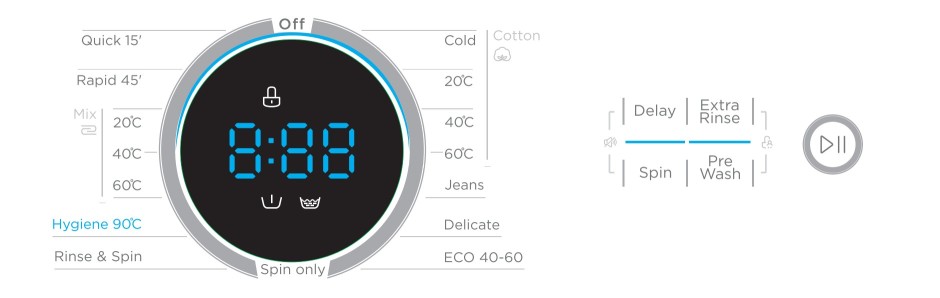 Off
Quick 15'
Rapid 45'
Mix
20℃
40℃
60℃
Hygiene 90℃
Rinse & Spin
8:88
Spin only
Cold
Cotton
20℃
40℃
60℃
Jeans
Delicate
ECO 40-60
Delay
Extra
Rinse
Spin
Pre
Wash